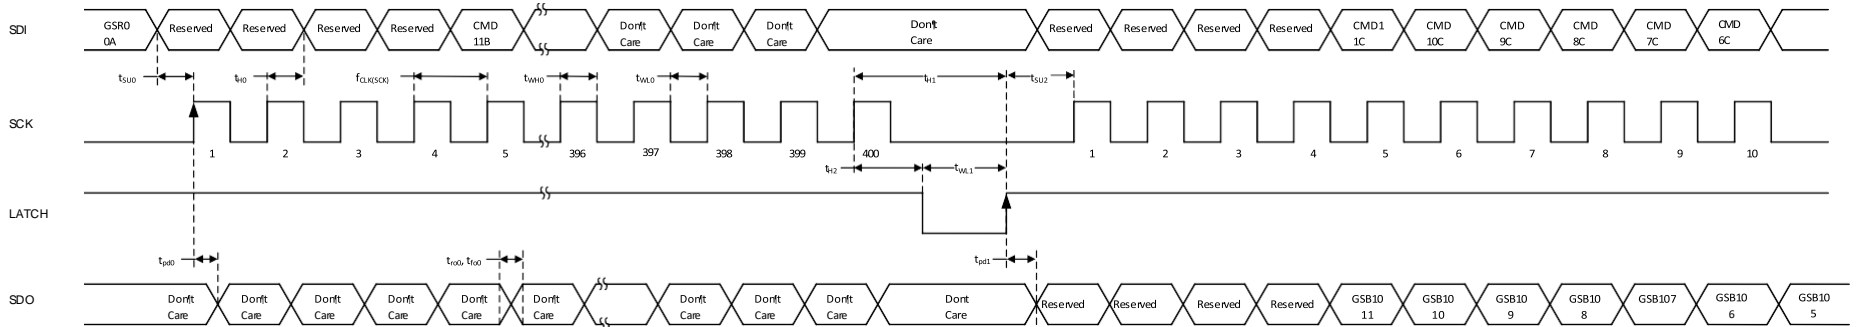 SDI
GSR0
0A
Reserved
Reserved
Reserved
Reserved
CMD
11B
Don't
Care
Don't
Care
Don't
Care
Don't
Care
Reserved
Reserved
Reserved
Reserved
CMD1
1C
CMD
10C
CMD
9C
CMD
8C
CMD
7C
CMD
6C
tSU0
tH0
fCLK(SCK)
tWH0
tWL0
tH1
tSU2
SCK
1
2
3
4
5
396
397
398
399
400
1
2
3
4
5
6
7
8
9
10
tH2
tWL1
LATCH
tpd0
tro0, tfo0
tpd1
SDO
Don't
Care
Don't
Care
Don't
Care
Don't
Care
Don't
Care
Don't
Care
Don't
Care
Don't
Care
Don't
Care
Dont
Care
Reserved
Reserved
Reserved
Reserved
GSB10
11
GSB10
10
GSB10
9
GSB10
8
GSB107
GSB10
6
GSB10
5